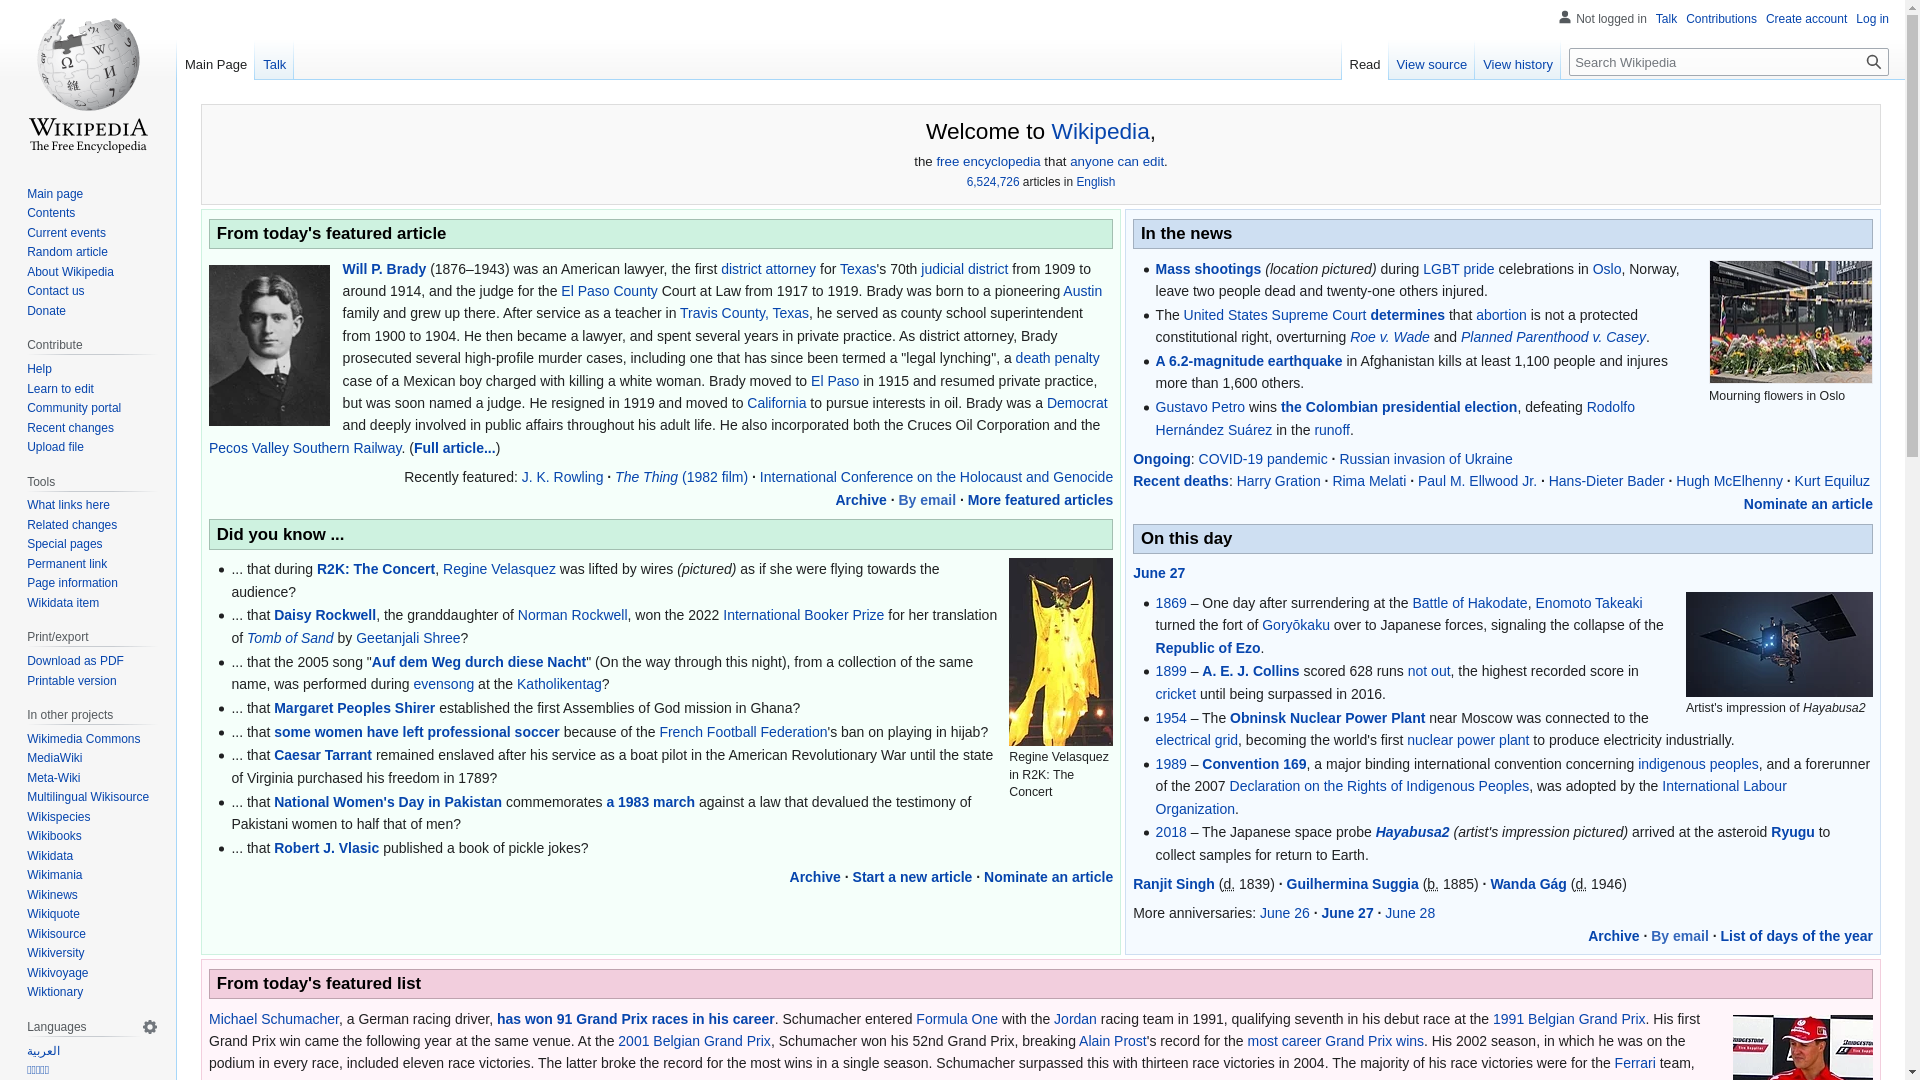 Not logged in Talk Contributions Create account Log in
Main Page Talk Read View source View history Search Wikipedia
WIKIPEDIA
The Free Encyclopedia
Main page
Contents
Current events
Random article
About Wikipedia
Contact us
Donate
Contribute
Help
Learn to edit
Community portal
Recent changes
Upload file
Tools
What links here
Related changes
Special pages
Permanent link
Page information
Wikidata item
Print/export
Download as PDF
Printable version
In other projects
Wikimedia Commons
MediaWiki
Meta-Wiki
Multilingual Wikisource
Wikispecies
Wikibooks
Wikidata
Wikimania
Wikinews
Wikiquote
Wikisource
Wikiversity
Wikivoyage
Wiktionary
Languages
العربية
Welcome to Wikipedia,
the free encyclopedia that anyone can edit.
6,524,726 articles in English
From today's featured article
Will P. Brady (1876–1943) was an American lawyer, the first district attorney for Texas's 70th judicial district from 1909 to
around 1914, and the judge for the El Paso County Court at Law from 1917 to 1919. Brady was born to a pioneering Austin
family and grew up there. After service as a teacher in Travis County, Texas, he served as county school superintendent
from 1900 to 1904. He then became a lawyer, and spent several years in private practice. As district attorney, Brady
prosecuted several high-profile murder cases, including one that has since been termed a "legal lynching", a death penalty
case of a Mexican boy charged with killing a white woman. Brady moved to El Paso in 1915 and resumed private practice,
but was soon named a judge. He resigned in 1919 and moved to California to pursue interests in oil. Brady was a Democrat
and deeply involved in public affairs throughout his adult life. He also incorporated both the Cruces Oil Corporation and the
Pecos Valley Southern Railway. (Full article...)
Recently featured: J. K. Rowling · The Thing (1982 film) · International Conference on the Holocaust and Genocide
Archive · By email · More featured articles
Did you know ...
... that during R2K: The Concert, Regine Velasquez was lifted by wires (pictured) as if she were flying towards the
audience?
... that Daisy Rockwell, the granddaughter of Norman Rockwell, won the 2022 International Booker Prize for her translation
of Tomb of Sand by Geetanjali Shree?
... that the 2005 song "Auf dem Weg durch diese Nacht" (On the way through this night), from a collection of the same
name, was performed during evensong at the Katholikentag?
... that Margaret Peoples Shirer established the first Assemblies of God mission in Ghana?
... that some women have left professional soccer because of the French Football Federation's ban on playing in hijab?
... that Caesar Tarrant remained enslaved after his service as a boat pilot in the American Revolutionary War until the state
of Virginia purchased his freedom in 1789?
... that National Women's Day in Pakistan commemorates a 1983 march against a law that devalued the testimony of
Pakistani women to half that of men?
... that Robert J. Vlasic published a book of pickle jokes?
Regine Velasquez
in R2K: The
Concert
Archive · Start a new article · Nominate an article
In the news
Mass shootings (location pictured) during LGBT pride celebrations in Oslo, Norway,
leave two people dead and twenty-one others injured.
The United States Supreme Court determines that abortion is not a protected
constitutional right, overturning Roe v. Wade and Planned Parenthood v. Casey.
A 6.2-magnitude earthquake in Afghanistan kills at least 1,100 people and injures
more than 1,600 others.
Gustavo Petro wins the Colombian presidential election, defeating Rodolfo
Hernández Suárez in the runoff.
Mourning flowers in Oslo
Ongoing: COVID-19 pandemic · Russian invasion of Ukraine
Recent deaths: Harry Gration · Rima Melati · Paul M. Ellwood Jr. · Hans-Dieter Bader · Hugh McElhenny · Kurt Equiluz
Nominate an article
On this day
June 27
1869 – One day after surrendering at the Battle of Hakodate, Enomoto Takeaki
turned the fort of Goryōkaku over to Japanese forces, signaling the collapse of the
Republic of Ezo.
1899 – A. E. J. Collins scored 628 runs not out, the highest recorded score in
cricket until being surpassed in 2016.
1954 – The Obninsk Nuclear Power Plant near Moscow was connected to the
electrical grid, becoming the world's first nuclear power plant to produce electricity industrially.
1989 – Convention 169, a major binding international convention concerning indigenous peoples, and a forerunner
of the 2007 Declaration on the Rights of Indigenous Peoples, was adopted by the International Labour
Organization.
2018 – The Japanese space probe Hayabusa2 (artist's impression pictured) arrived at the asteroid Ryugu to
collect samples for return to Earth.
Artist's impression of Hayabusa2
Ranjit Singh (d. 1839) · Guilhermina Suggia (b. 1885) · Wanda Gág (d. 1946)
More anniversaries: June 26 · June 27 · June 28
Archive · By email · List of days of the year
From today's featured list
Michael Schumacher, a German racing driver, has won 91 Grand Prix races in his career. Schumacher entered Formula One with the Jordan racing team in 1991, qualifying seventh in his debut race at the 1991 Belgian Grand Prix. His first
Grand Prix win came the following year at the same venue. At the 2001 Belgian Grand Prix, Schumacher won his 52nd Grand Prix, breaking Alain Prost's record for the most career Grand Prix wins. His 2002 season, in which he was on the
podium in every race, included eleven race victories. The latter broke the record for the most wins in a single season. Schumacher surpassed this with thirteen race victories in 2004. The majority of his race victories were for the Ferrari team,